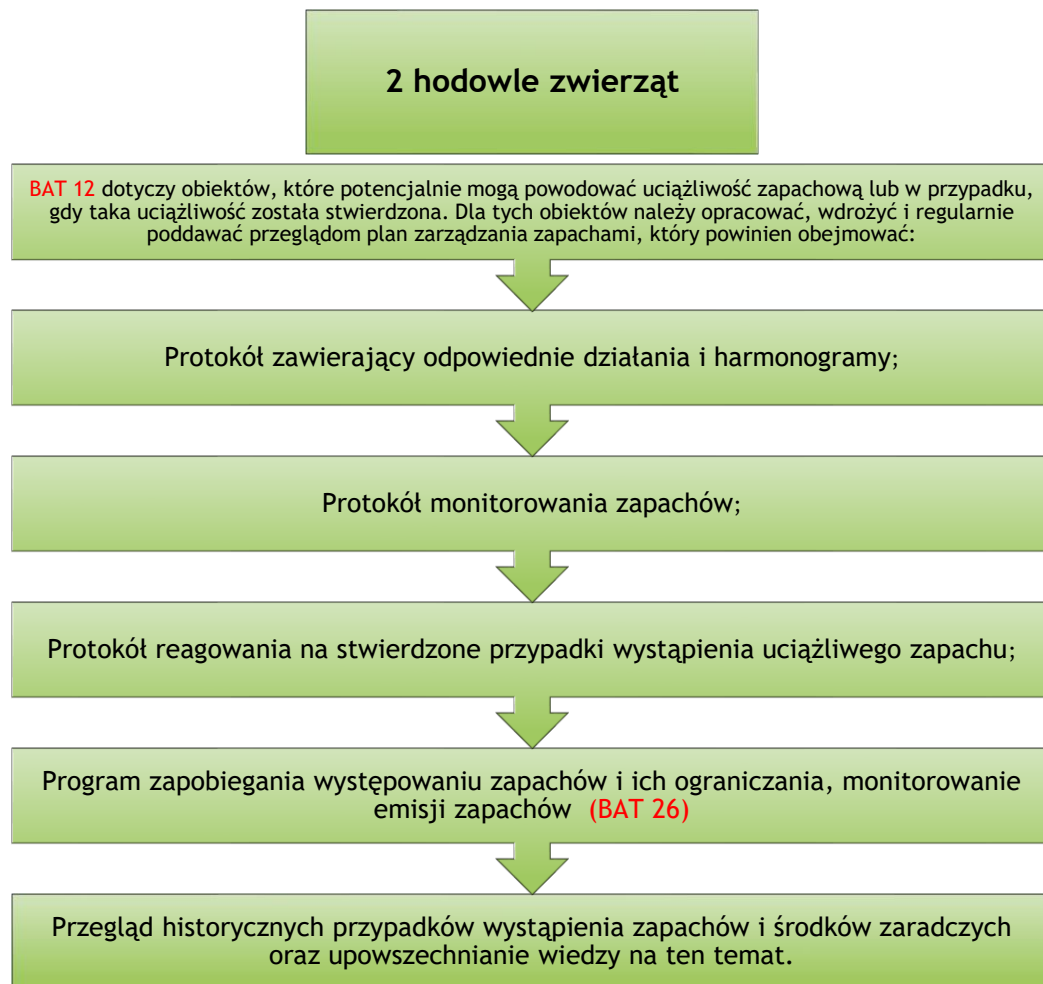 2 hodowle zwierząt
BAT 12 dotyczy obiektów, które potencjalnie mogą powodować uciążliwość zapachową lub w przypadku,
gdy taka uciążliwość została stwierdzona. Dla tych obiektów należy opracować, wdrożyć i regularnie
poddawać przeglądom plan zarządzania zapachami, który powinien obejmować:
Protokół zawierający odpowiednie działania i harmonogramy;
Protokół monitorowania zapachów;
Protokół reagowania na stwierdzone przypadki wystąpienia uciążliwego zapachu;
Program zapobiegania występowaniu zapachów i ich ograniczania, monitorowanie
emisji zapachów (BAT 26)
Przegląd historycznych przypadków wystąpienia zapachów i środków zaradczych
oraz upowszechnianie wiedzy na ten temat.